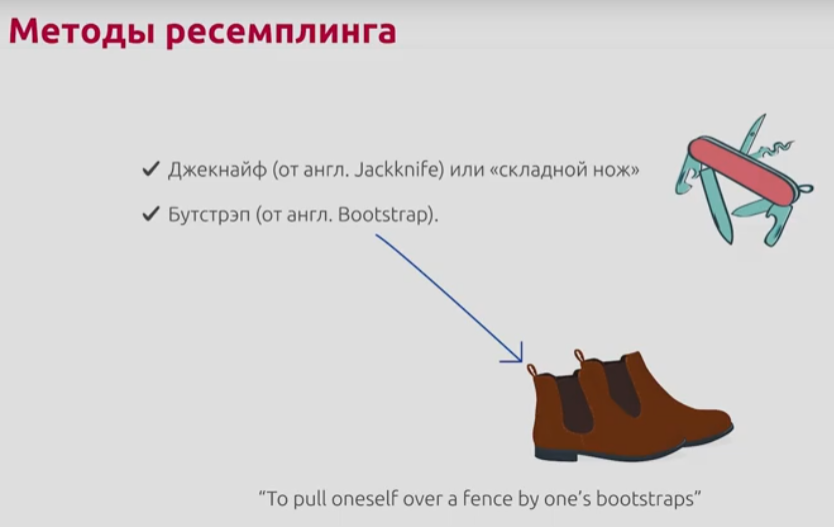 Методы ресемплинга
Джекнайф (от англ. Jackknife) или «складной нож»
Бутстрэп (от англ. Bootstrap).
“To pull oneself over a fence by one’s bootstraps”